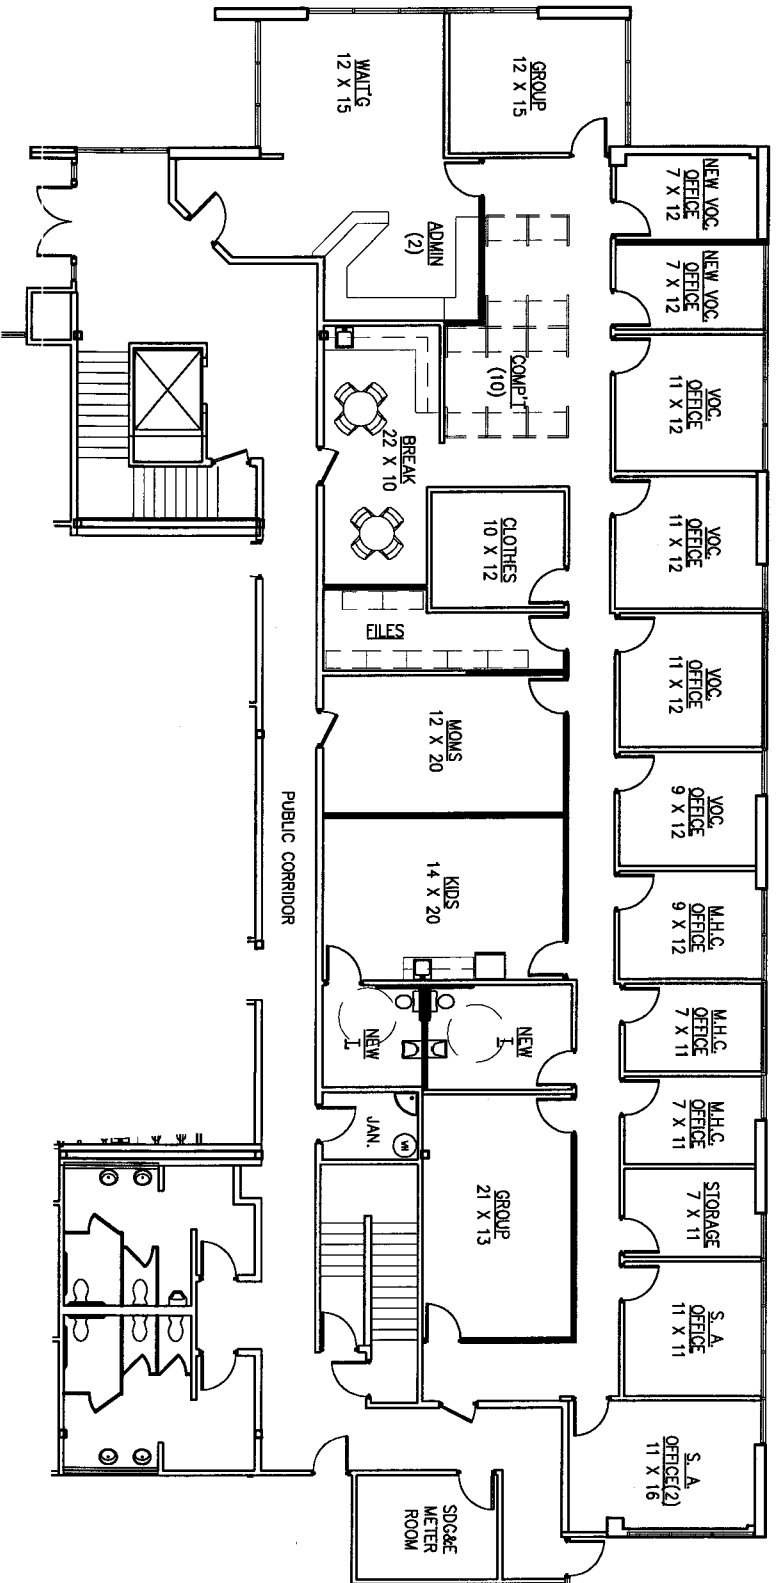 NEW VOC.
OFFICE
7 X 12
NEW VOC.
OFFICE
7 X 12
VOC.
OFFICE
11 X 12
VOC.
OFFICE
11 X 12
VOC.
OFFICE
11 X 12
VOC.
OFFICE
9 X 12
M.H.C.
OFFICE
9 X 12
M.H.C.
OFFICE
7 X 11
M.H.C.
OFFICE
7 X 11
STORAGE
7 X 11
S. A.
OFFICE
11 X 11
S. A.
OFFICE(2)
11 X 16
GROUP
12 X 15
COMP'T
(10)
CLOTHES
10 X 12
NEW
T.
GROUP
21 X 13
WAIT'G
12 X 15
ADMIN
(2)
BREAK
22 X 10
FILES
MOMS
12 X 20
KIDS
14 X 20
NEW
T.
JAN.
WH
SDG&E
METER
ROOM
PUBLIC CORRIDOR